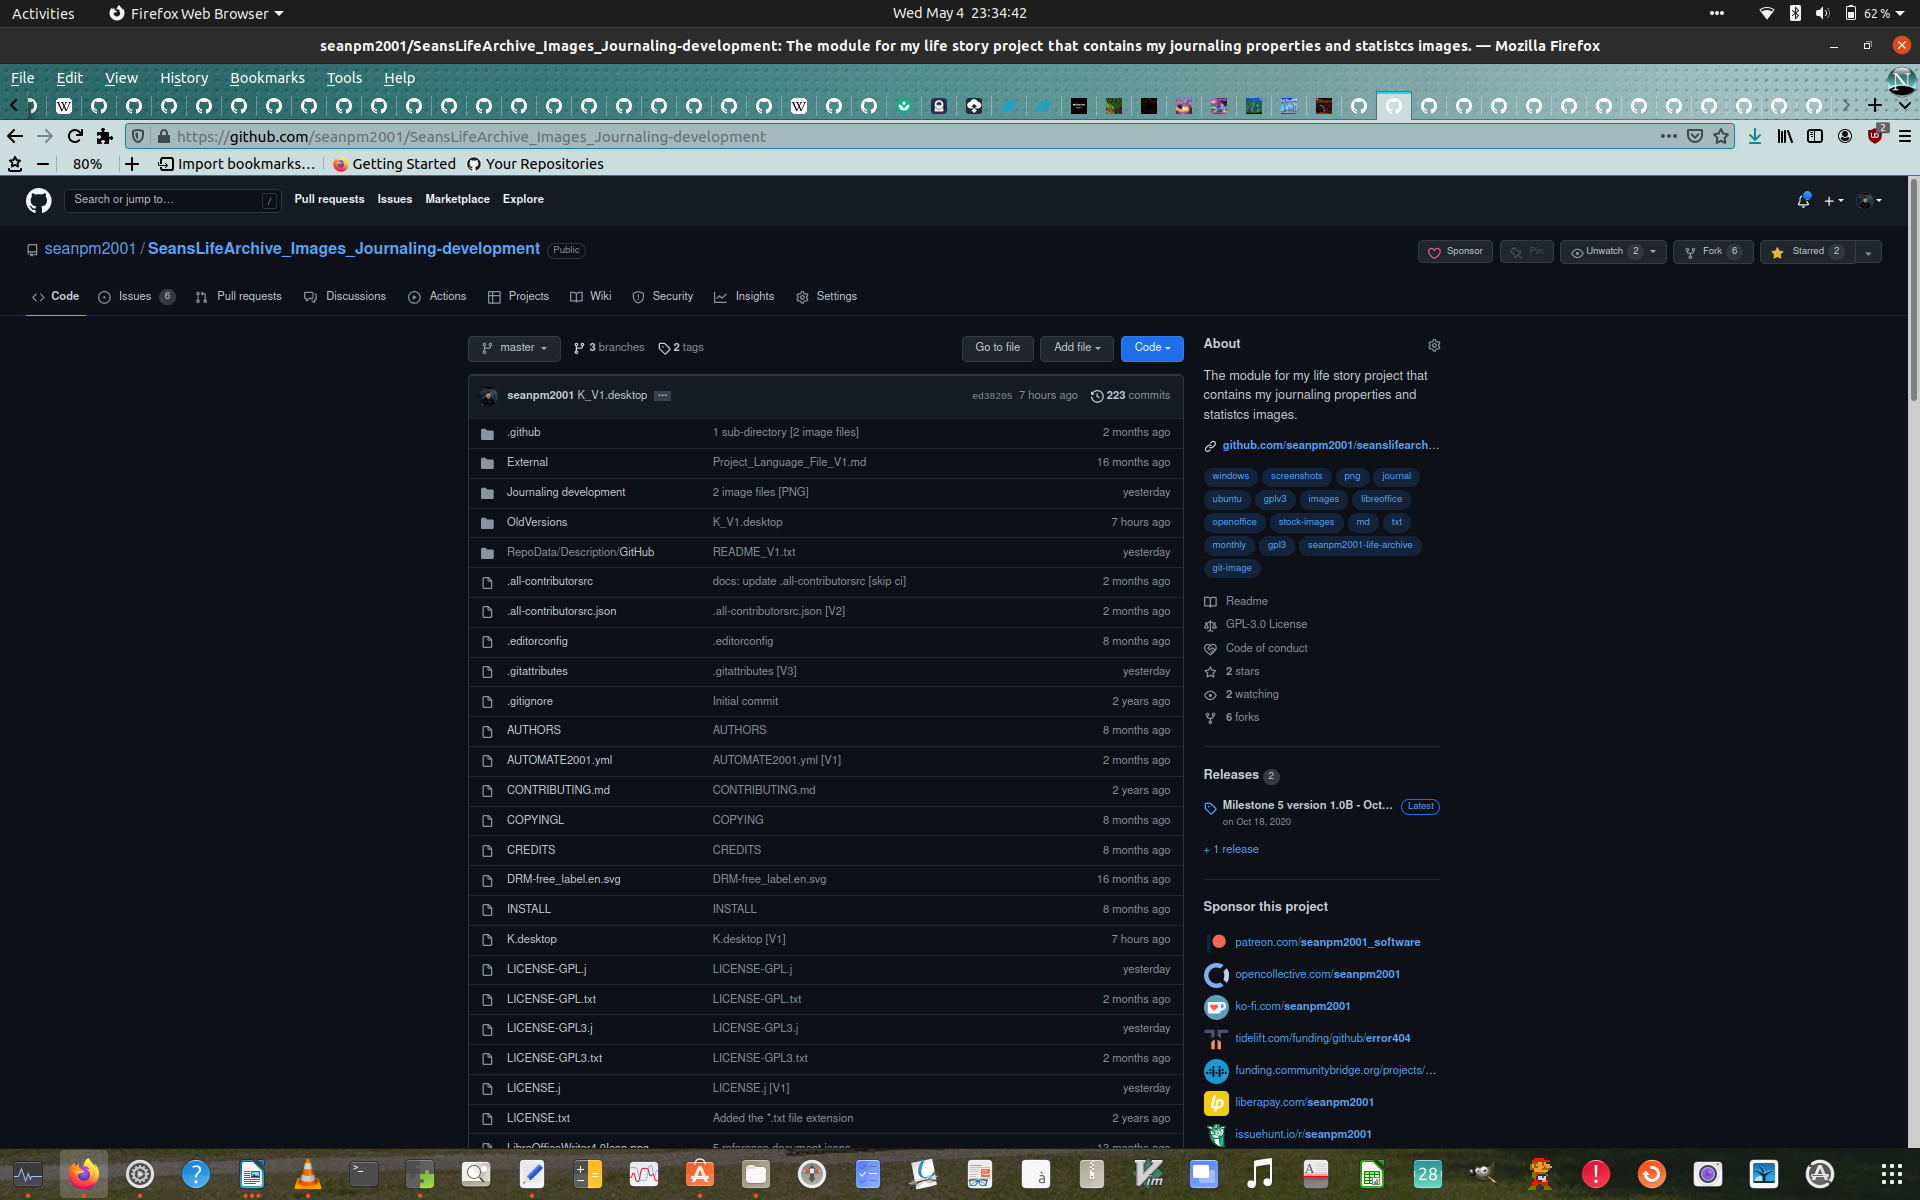 Activities Firefox Web Browser Wed May 4 23:34:42 62 %
seanpm2001/SeansLifeArchive_Images_Journaling-development: The module for my life story project that contains my journaling properties and statistcs images. — Mozilla Firefox
File Edit View History Bookmarks Tools Help
https://github.com/seanpm2001/SeansLifeArchive_Images_Journaling-development 2
80% Import bookmarks… Getting Started Your Repositories
Search or jump to… / Pull requests Issues Marketplace Explore
seanpm2001 / SeansLifeArchive_Images_Journaling-development Public Sponsor Pin Unwatch 2 Fork 6 Starred 2
Code Issues 6 Pull requests Discussions Actions Projects Wiki Security Insights Settings
master 3 branches 2 tags Go to file Add file Code
seanpm2001 K_V1.desktop ed38205 7 hours ago 223 commits
.github 1 sub-directory [2 image files] 2 months ago
External Project_Language_File_V1.md 16 months ago
Journaling development 2 image files [PNG] yesterday
OldVersions K_V1.desktop 7 hours ago
RepoData/Description/GitHub README_V1.txt yesterday
.all-contributorsrc docs: update .all-contributorsrc [skip ci] 2 months ago
.all-contributorsrc.json .all-contributorsrc.json [V2] 2 months ago
.editorconfig .editorconfig 8 months ago
.gitattributes .gitattributes [V3] yesterday
.gitignore Initial commit 2 years ago
AUTHORS AUTHORS 8 months ago
AUTOMATE2001.yml AUTOMATE2001.yml [V1] 2 months ago
CONTRIBUTING.md CONTRIBUTING.md 2 years ago
COPYINGL COPYING 8 months ago
CREDITS CREDITS 8 months ago
DRM-free_label.en.svg DRM-free_label.en.svg 16 months ago
INSTALL INSTALL 8 months ago
K.desktop K.desktop [V1] 7 hours ago
LICENSE-GPL.j LICENSE-GPL.j yesterday
LICENSE-GPL.txt LICENSE-GPL.txt 2 months ago
LICENSE-GPL3.j LICENSE-GPL3.j yesterday
LICENSE-GPL3.txt LICENSE-GPL3.txt 2 months ago
LICENSE.j LICENSE.j [V1] yesterday
LICENSE.txt Added the *.txt file extension 2 years ago
About
The module for my life story project that
contains my journaling properties and
statistcs images.
github.com/seanpm2001/seanslifearch…
windows screenshots png journal
ubuntu gplv3 images libreoffice
openoffice stock-images md txt
monthly gpl3 seanpm2001-life-archive
git-image
Readme
GPL-3.0 License
Code of conduct
2 stars
2 watching
6 forks
Releases 2
Milestone 5 version 1.0B - Oct… Latest
on Oct 18, 2020
+ 1 release
Sponsor this project
patreon.com/seanpm2001_software
opencollective.com/seanpm2001
ko-fi.com/seanpm2001
tidelift.com/funding/github/error404
funding.communitybridge.org/projects/…
liberapay.com/seanpm2001
issuehunt.io/r/seanpm2001
28